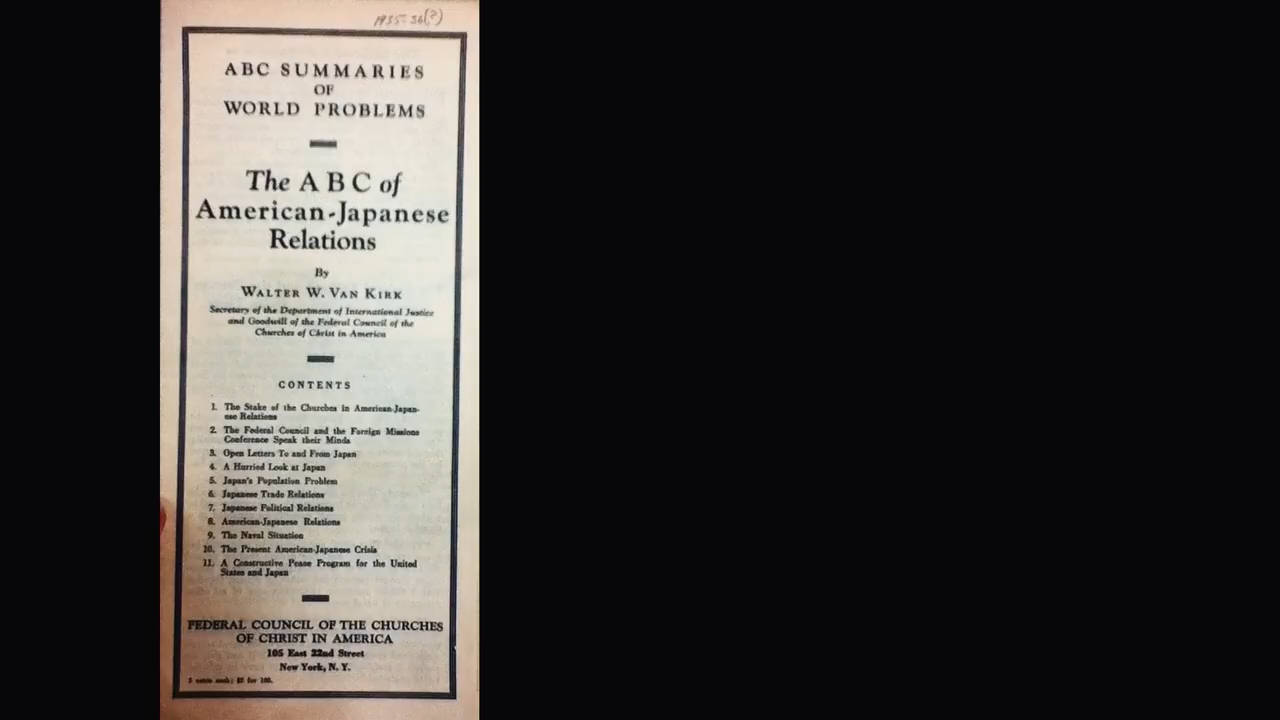 1935-36(?)
ABC SUMMARIES
OF
WORLD PROBLEMS
The A B C of
American-Japanese
Relations
By
WALTER W. VAN KIRK
Secretary of the Department of International Justice
and Goodwill of the Federal Council of the
Churches of Christ in America
CONTENTS
1. The Stake of the Churches in American-Japan-
ese Relations
2. The Federal Council and the Foreign Missions
Conference Speak their Minds
3. Open Letters To and From Japan
4. A Hurried Look at Japan
5. Japan's Population Problem
6. Japanese Trade Relations
7. Japanese Political Relations
8. American-Japanese Relations
9. The Naval Situation
10. The Present American-Japanese Crisis
11. A Constructive Peace Program for the United
States and Japan
FEDERAL COUNCIL OF THE CHURCHES
OF CHRIST IN AMERICA
105 East 22nd Street
New York, N. Y.
5 cents each; $2 for 100.